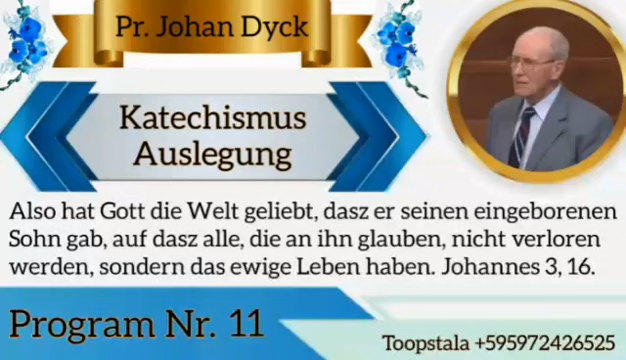 Pr. Johan Dyck
Katechismus
Auslegung
Also hat Gott die Welt geliebt, dasz er seinen eingeborenen
Sohn gab, auf dasz alle, die an ihn glauben, nicht verloren
werden, sondern das ewige Leben haben. Johannes 3, 16.
Program Nr. 11
Toopstala +595972426525